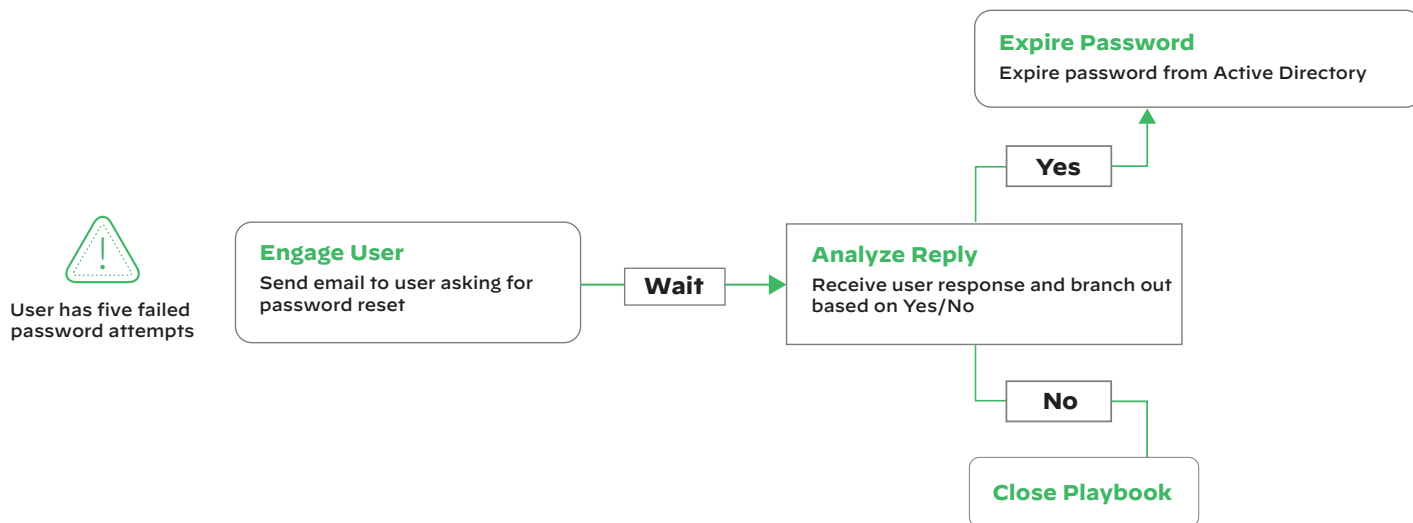 Expire Password
Expire password from Active Directory
Yes
User has five failed
password attempts
Engage User
Send email to user asking for
password reset
Wait
Analyze Reply
Receive user response and branch out
based on Yes/No
No
Close Playbook